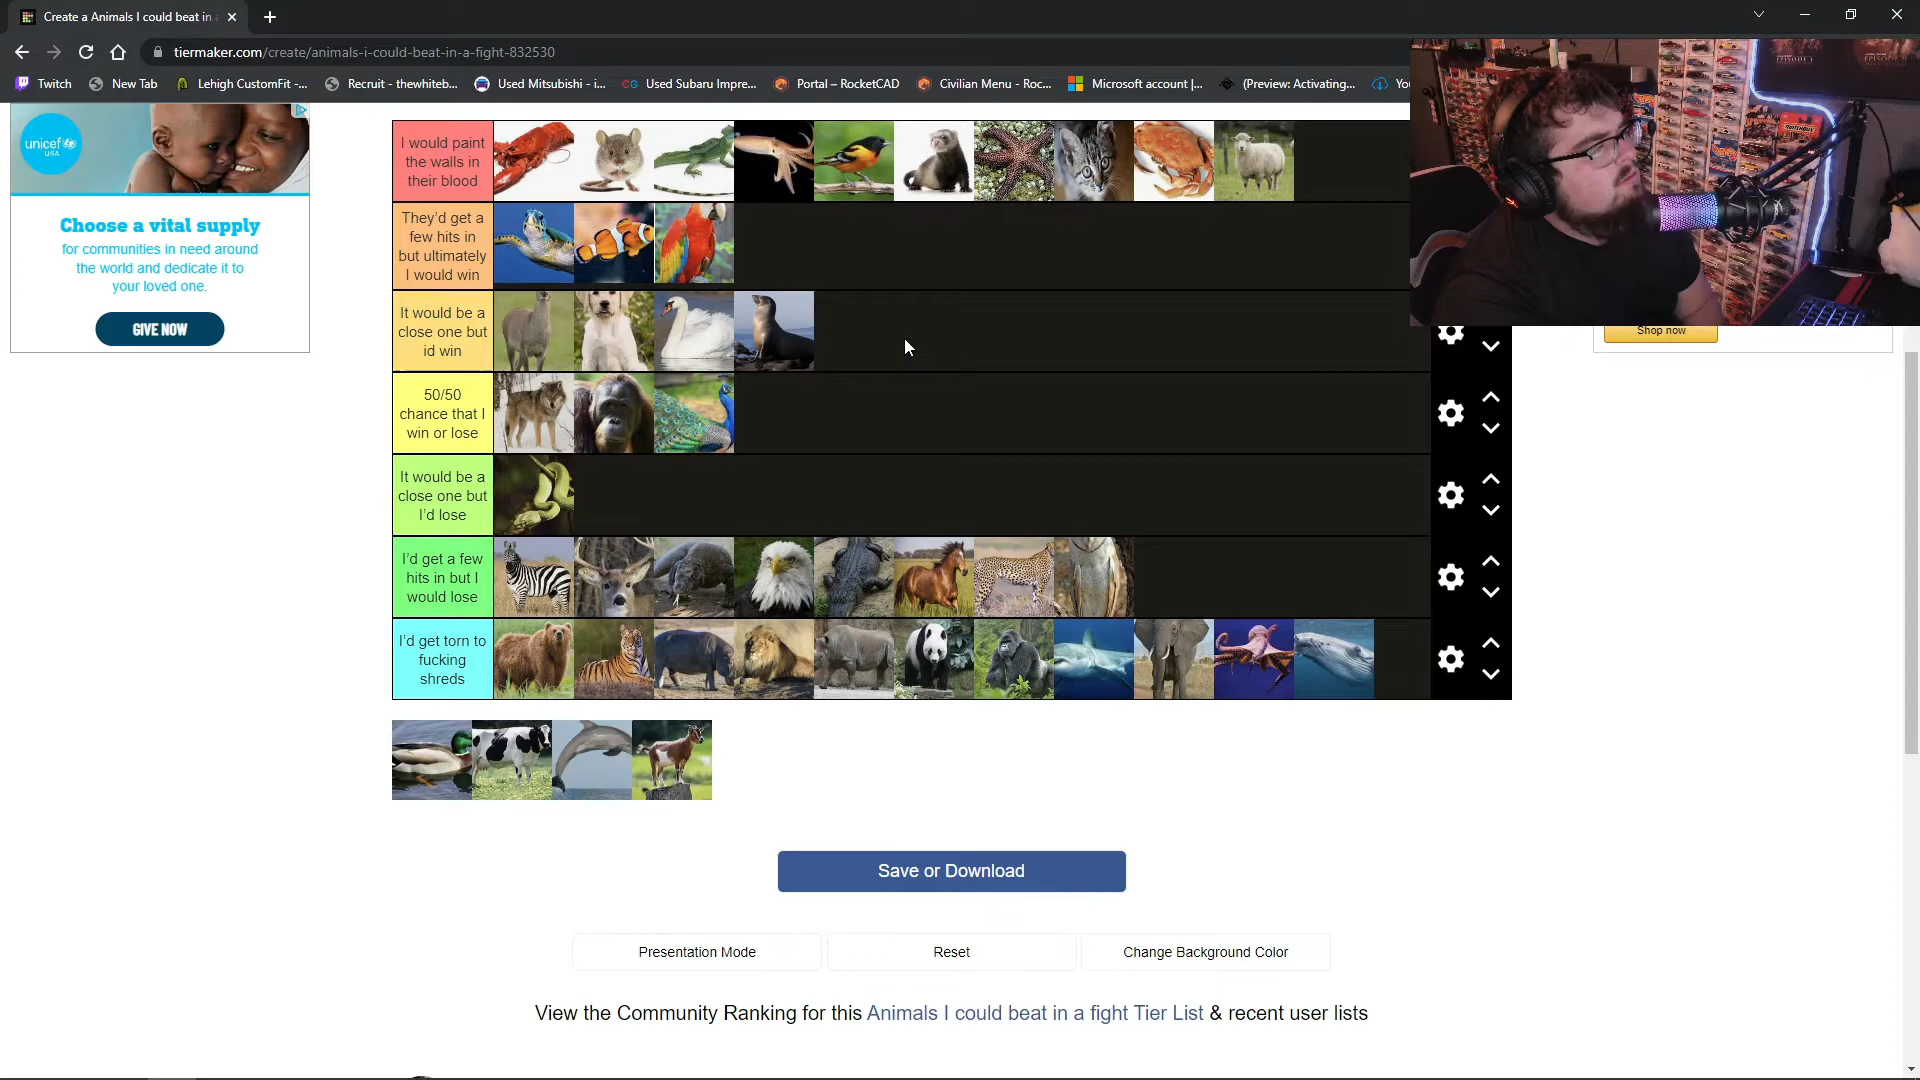 Create a Animals I could beat in a
tiermaker.com/create/animals-i-could-beat-in-a-fight-832530
Twitch
New Tab
Lehigh CustomFit -...
Recruit - thewhiteb...
Used Mitsubishi - i...
CG
Used Subaru Impre...
Portal – RocketCAD
Civilian Menu - Roc...
Microsoft account |...
(Preview: Activating...
You
unicef
USA
Choose a vital supply
for communities in need around
the world and dedicate it to
your loved one.
GIVE NOW
I would paint
the walls in
their blood
They'd get a
few hits in
but ultimately
I would win
It would be a
close one but
id win
50/50
chance that I
win or lose
It would be a
close one but
I'd lose
I'd get a few
hits in but I
would lose
I'd get torn to
fucking
shreds
Shop now
Save or Download
Presentation Mode
Reset
Change Background Color
View the Community Ranking for this Animals I could beat in a fight Tier List & recent user lists